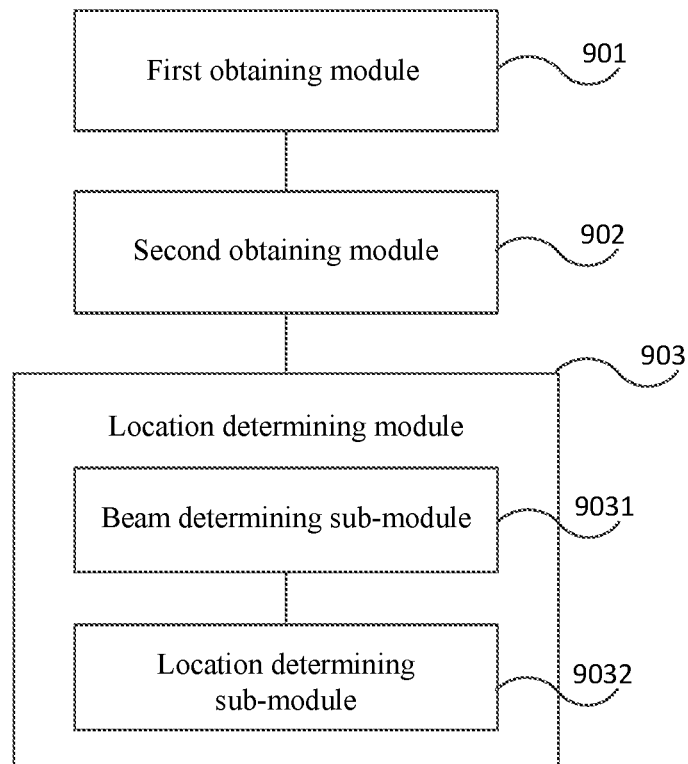 First obtaining module
901
Second obtaining module
902
903
Location determining module
Beam determining sub-module
9031
Location determining
sub-module
9032